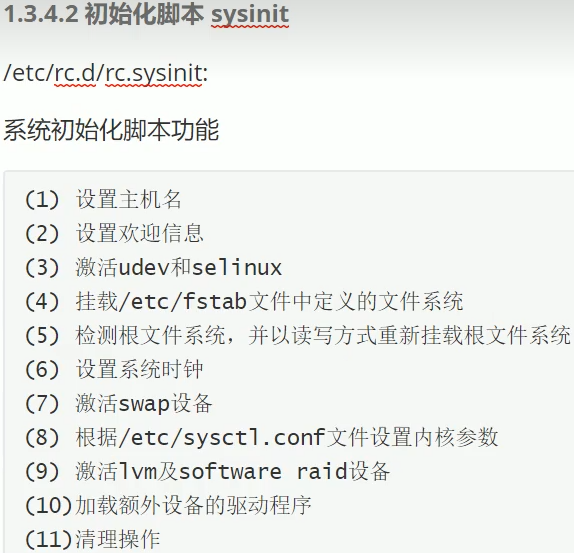 1.3.4.2 初始化脚本 sysinit
/etc/rc.d/rc.sysinit:
系统初始化脚本功能
(1) 设置主机名
(2) 设置欢迎信息
(3) 激活udev和selinux
(4) 挂载/etc/fstab文件中定义的文件系统
(5) 检测根文件系统，并以读写方式重新挂载根文件系统
(6) 设置系统时钟
(7) 激活swap设备
(8) 根据/etc/sysctl.conf文件设置内核参数
(9) 激活lvm及software raid设备
(10)加载额外设备的驱动程序
(11)清理操作